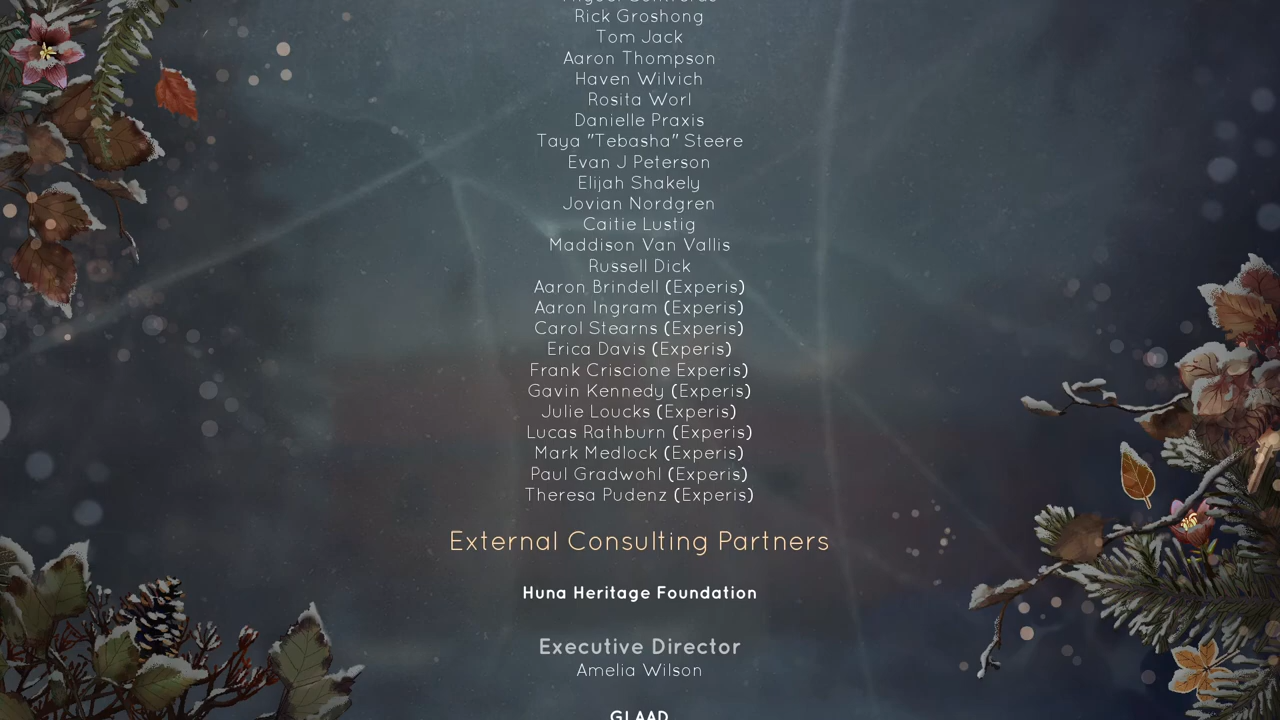 Rick Groshong
Tom Jack
Aaron Thompson
Haven Wilvich
Rosita Worl
Danielle Praxis
Taya "Tebasha" Steere
Evan J Peterson
Elijah Shakely
Jovian Nordgren
Caitie Lustig
Maddison Van Vallis
Russell Dick
Aaron Brindell (Experis)
Aaron Ingram (Experis)
Carol Stearns (Experis)
Erica Davis (Experis)
Frank Criscione Experis)
Gavin Kennedy (Experis)
Julie Loucks (Experis)
Lucas Rathburn (Experis)
Mark Medlock (Experis)
Paul Gradwohl (Experis)
Theresa Pudenz (Experis)
External Consulting Partners
Huna Heritage Foundation
Executive Director
Amelia Wilson
GLAAD